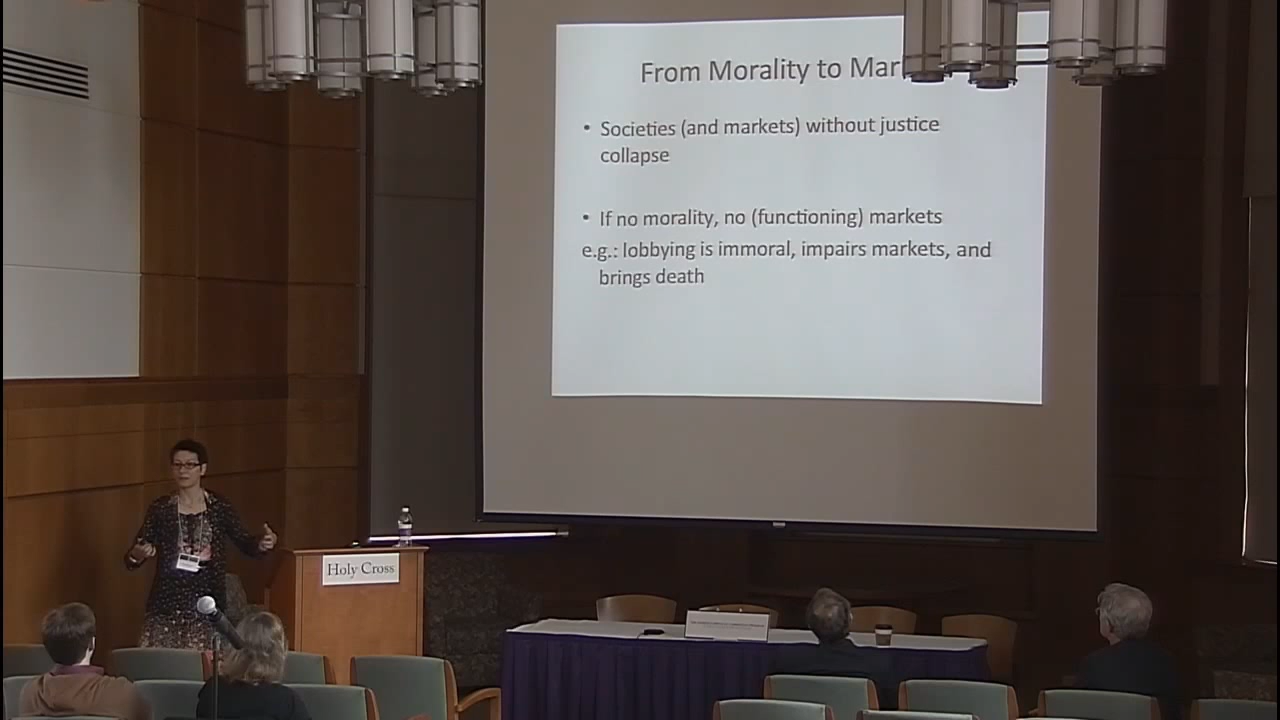 From Morality to Mar
• Societies (and markets) without justice
collapse
• If no morality, no (functioning) markets
e.g.: lobbying is immoral, impairs markets, and
brings death
Holy Cross